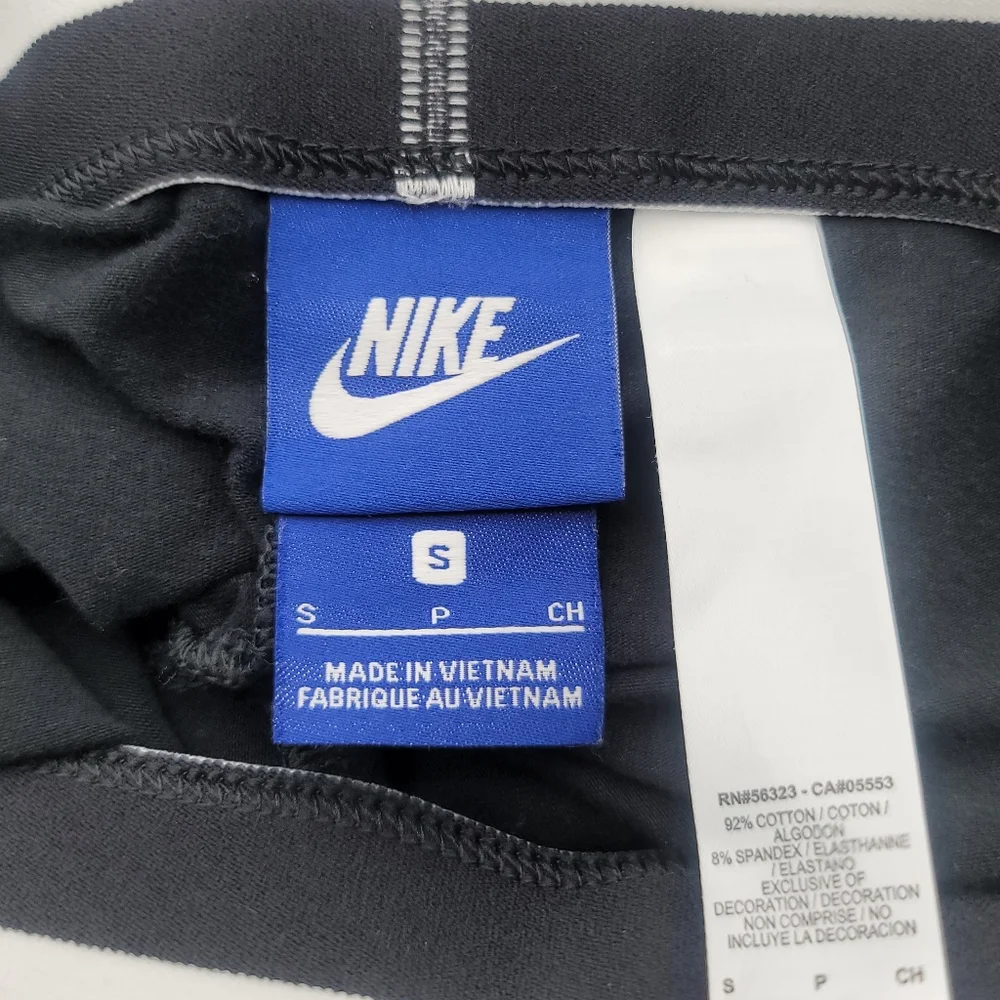 NIKE
S
S P CH
MADE IN VIETNAM
FABRIQUE AU VIETNAM
RN#56323 - CA#05553
92% COTTON / COTON /
ALGODON
8% SPANDEX / ELASTHANNE
/ ELASTANO
EXCLUSIVE OF
DECORATION / DECORATION
NON COMPRISE / NO
INCLUYE LA DECORACION
S P CH